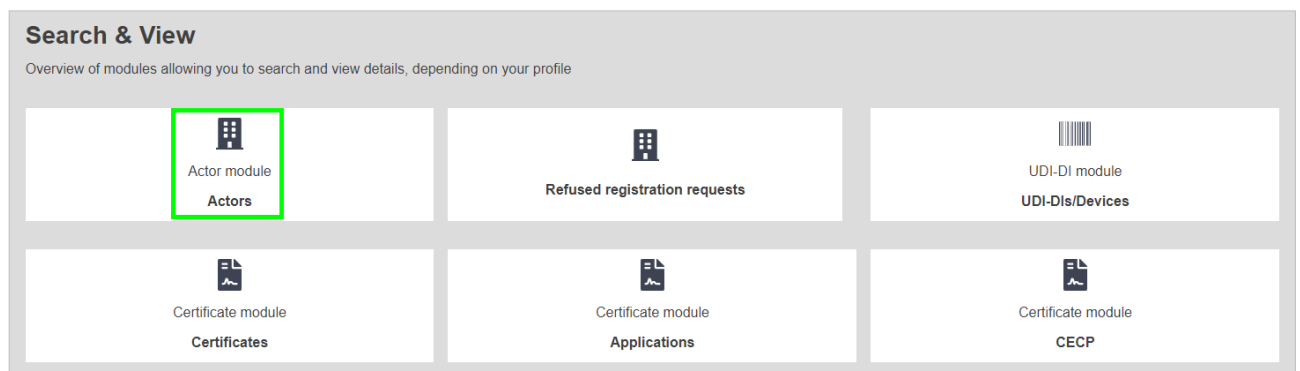 Search & View
Overview of modules allowing you to search and view details, depending on your profile
Actor module
Actors
Refused registration requests
UDI-DI module
UDI-DIs/Devices
Certificate module
Certificates
Certificate module
Applications
Certificate module
CECP